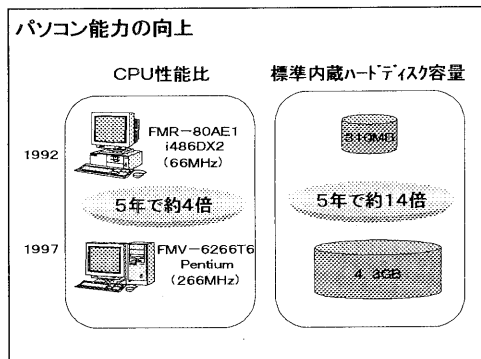 パソコン能力の向上
CPU性能比
標準内蔵ハードディスク容量
1992
FMR-80AE1
i486DX2
(66MHz)
5年で約4倍
1997
FMV-6266T6
Pentium
(266MHz)
5年で約14倍